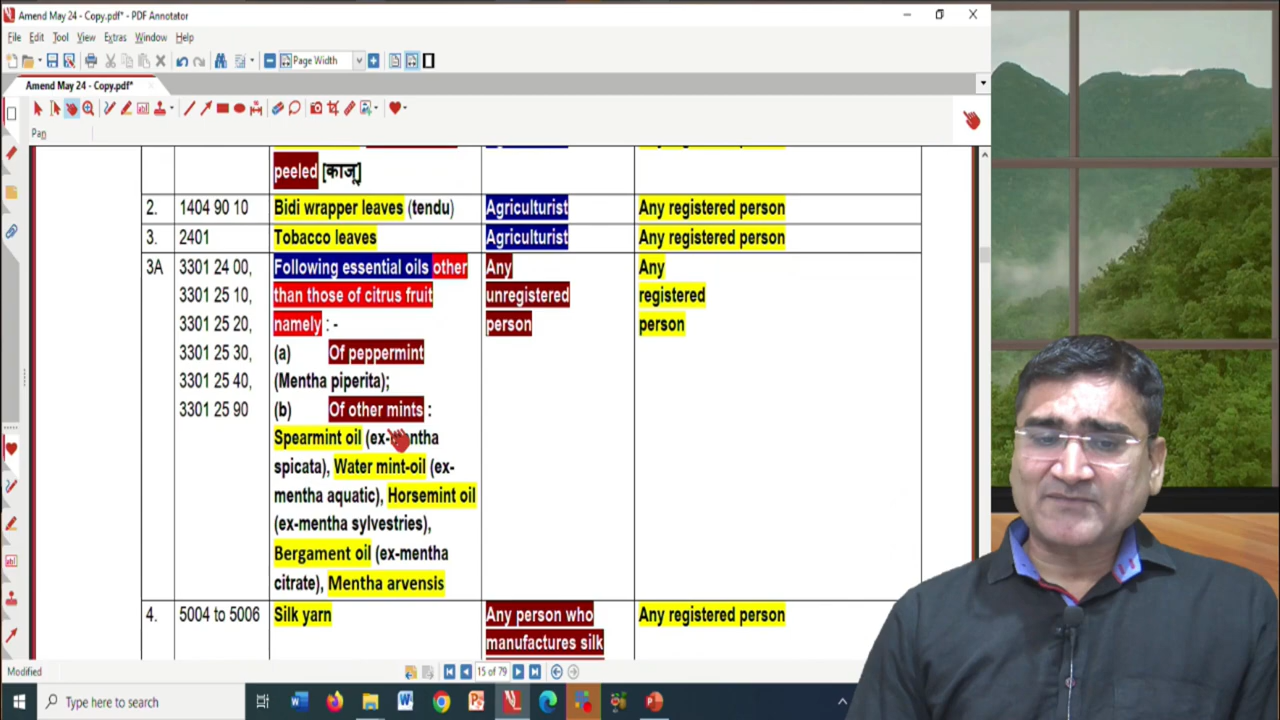 Amend May 24 - Copy.pdf* - PDF Annotator
File Edit Tool View Extras Window Help
Page Width
Amend May 24 - Copy.pdf*
Pan
peeled [काजू]
2. 1404 90 10 Bidi wrapper leaves (tendu) Agriculturist Any registered person
3. 2401 Tobacco leaves Agriculturist Any registered person
3A 3301 24 00, Following essential oils other Any Any
3301 25 10, than those of citrus fruit unregistered registered
3301 25 20, namely : - person person
3301 25 30, (a) Of peppermint
3301 25 40, (Mentha piperita);
3301 25 90 (b) Of other mints :
Spearmint oil (ex-mentha
spicata), Water mint-oil (ex-
mentha aquatic), Horsemint oil
(ex-mentha sylvestries),
Bergament oil (ex-mentha
citrate), Mentha arvensis
4. 5004 to 5006 Silk yarn Any person who Any registered person
manufactures silk
Modified 15 of 79
Type here to search